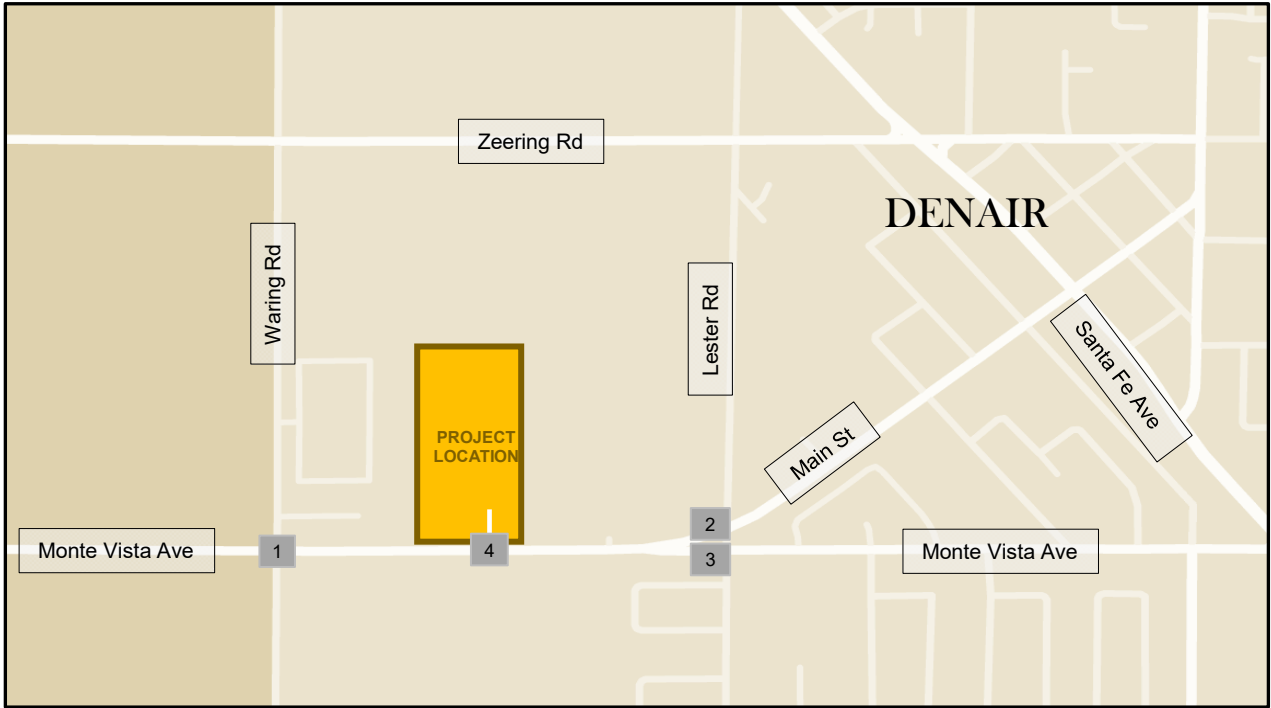 Zeering Rd
DENAIR
Waring Rd
Lester Rd
Santa Fe Ave
PROJECT
LOCATION
Main St
2
Monte Vista Ave
1
4
3
Monte Vista Ave